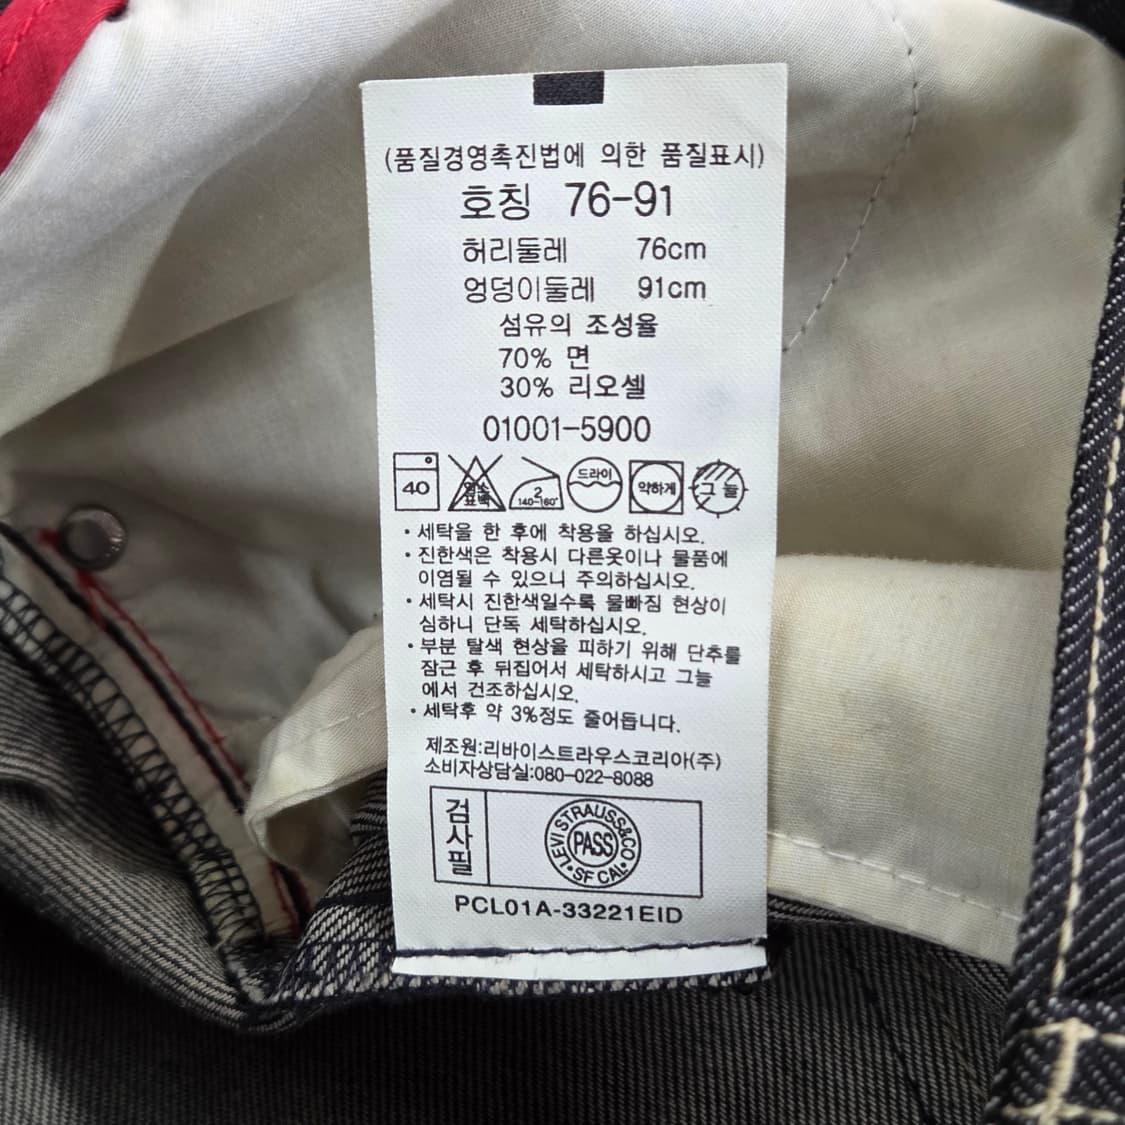 (품질경영촉진법에 의한 품질표시)
호칭 76-91
허리둘레 76cm
엉덩이둘레 91cm
섬유의 조성율
70% 면
30% 리오셀
01001-5900
40 염소 표백 2 140~160° 드라이 약하게 그늘
・세탁을 한 후에 착용을 하십시오.
・진한색은 착용시 다른옷이나 물품에
이염될 수 있으니 주의하십시오.
・세탁시 진한색일수록 물빠짐 현상이
심하니 단독 세탁하십시오.
・부분 탈색 현상을 피하기 위해 단추를
잠근 후 뒤집어서 세탁하시고 그늘
에서 건조하십시오.
・세탁후 약 3%정도 줄어듭니다.
제조원:리바이스트라우스코리아(주)
소비자상담실:080-022-8088
검사필
LEVI STRAUSS&CO
PASS
SF CAL
PCL01A-33221EID